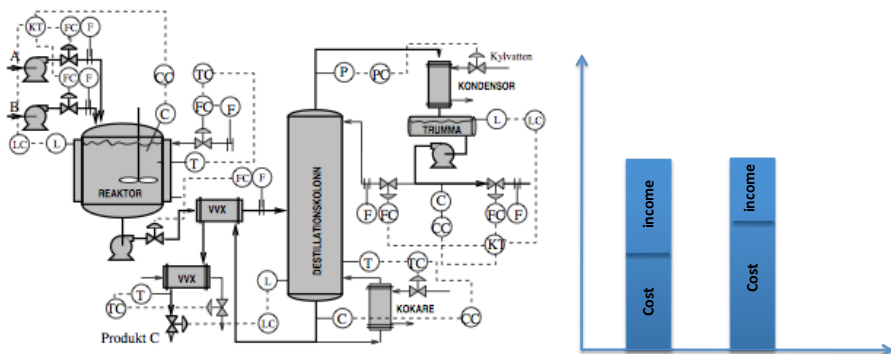 KT
FC
F
A
FC
F
B
CC
TC
C
FC
F
LC
L
T
REAKTOR
FC
F
VVX
VVX
T
TC
L
LC
Produkt C
DESTILLATIONSKOLONN
P
PC
Kylvatten
KONDENSOR
TRUMMA
L
LC
F
FC
C
FC
F
CC
KT
T
TC
C
KOKARE
CC
income
Cost
income
Cost